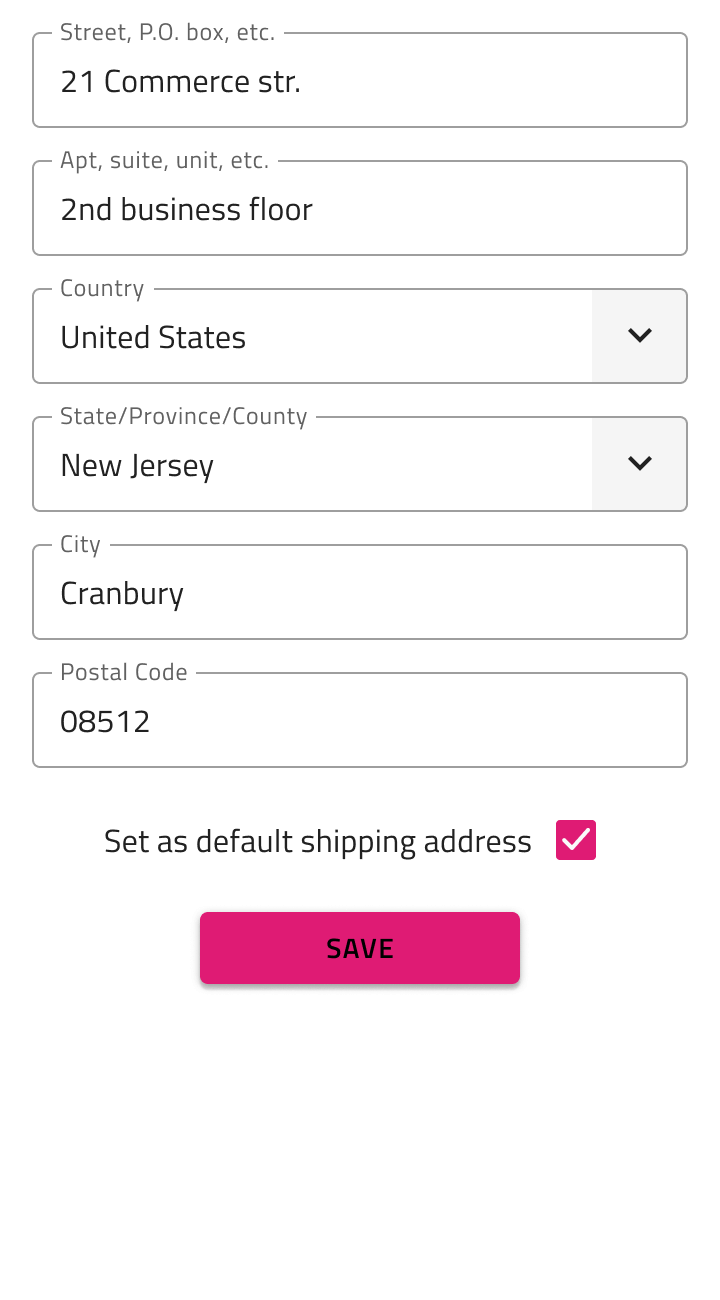 Street, P.O. box, etc.
21 Commerce str.
Apt, suite, unit, etc.
2nd business floor
Country
United States
State/Province/County
New Jersey
City
Cranbury
Postal Code
08512
Set as default shipping address
SAVE